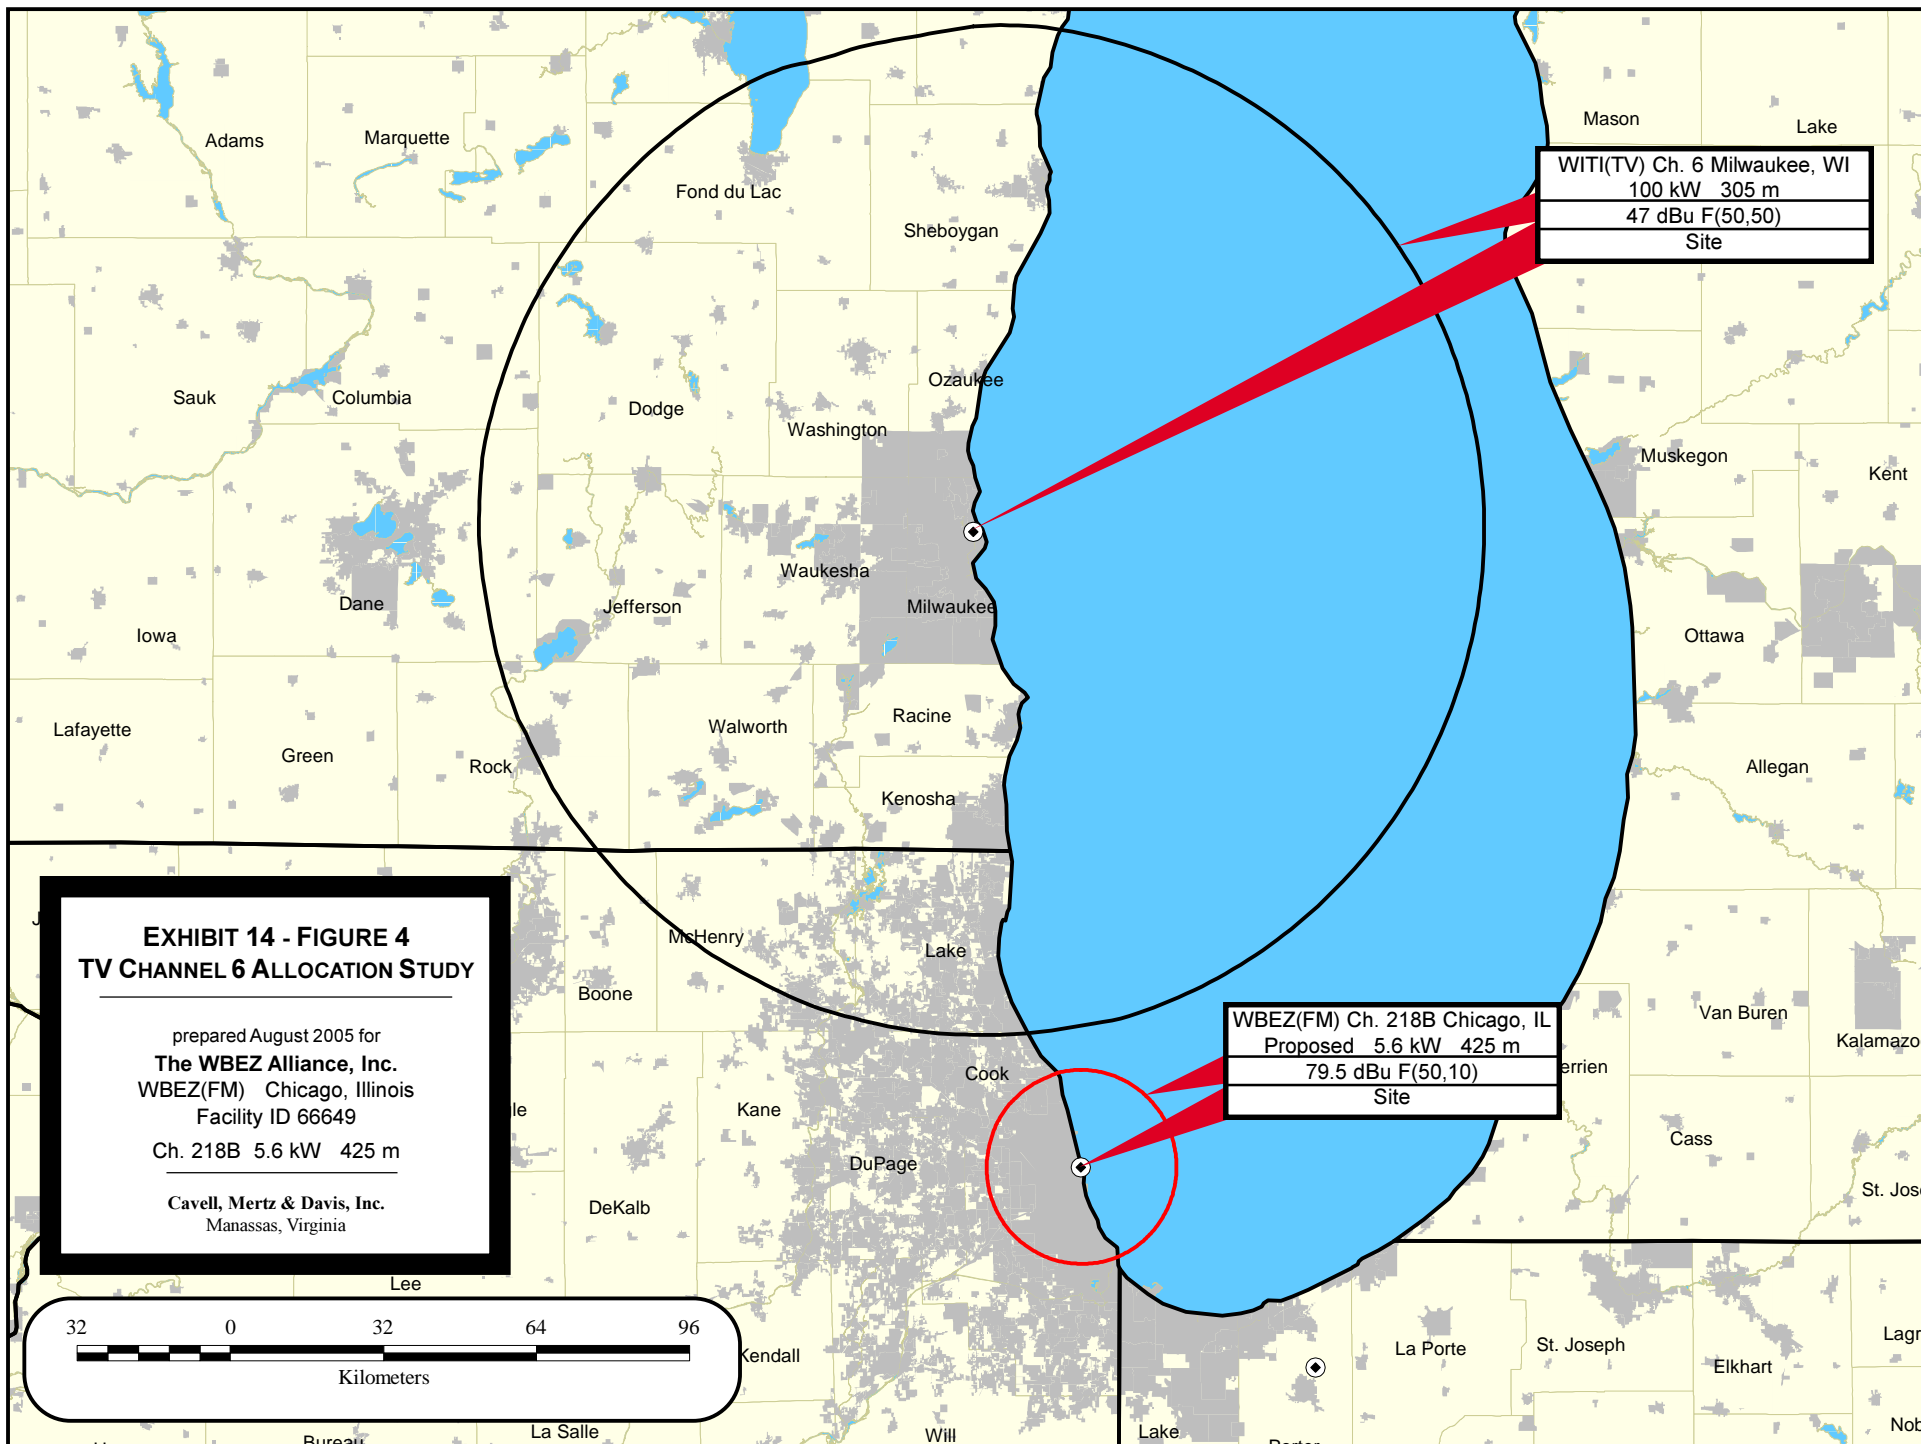 Mason
Lake
Adams
Marquette
WITI(TV) Ch. 6 Milwaukee, WI
100 kW 305 m
47 dBu F(50,50)
Site
Fond du Lac
Sheboygan
Sauk
Columbia
Ozaukee
Dodge
Washington
Muskegon
Kent
Waukesha
Dane
Jefferson
Milwaukee
Iowa
Ottawa
Lafayette
Walworth
Racine
Green
Rock
Allegan
Kenosha
EXHIBIT 14 - FIGURE 4
TV CHANNEL 6 ALLOCATION STUDY
prepared August 2005 for
The WBEZ Alliance, Inc.
WBEZ(FM) Chicago, Illinois
Facility ID 66649
Ch. 218B 5.6 kW 425 m
Cavell, Mertz & Davis, Inc.
Manassas, Virginia
McHenry
Lake
Boone
Van Buren
WBEZ(FM) Ch. 218B Chicago, IL
Proposed 5.6 kW 425 m
79.5 dBu F(50,10)
Site
Kalamazo
errien
Cook
Kane
Cass
DuPage
DeKalb
St. Jos
Lee
32 0 32 64 96
Kilometers
Kendall
La Porte
St. Joseph
Lagr
Elkhart
La Salle
Will
Lake
Bureau
Porter
Nob